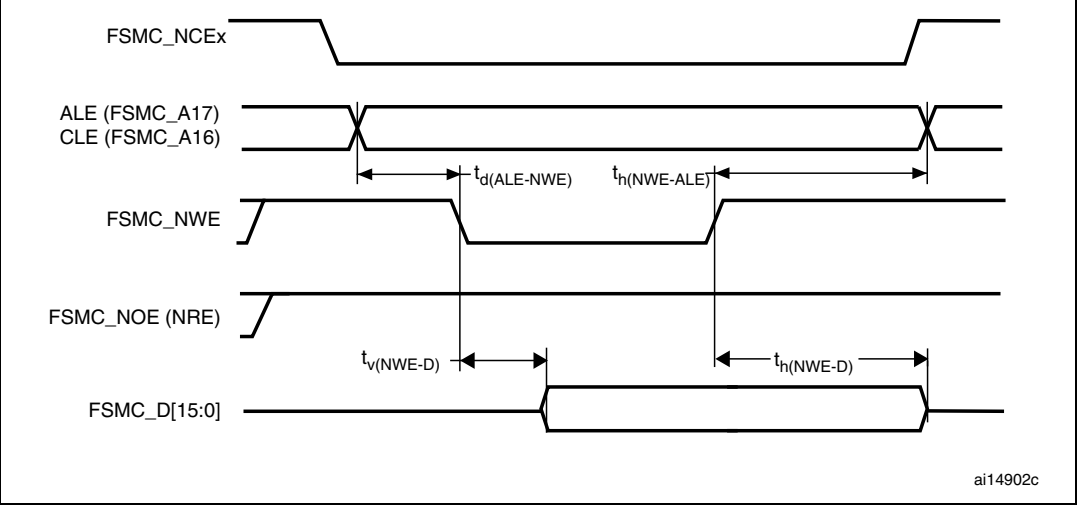 FSMC_NCEx
ALE (FSMC_A17)
CLE (FSMC_A16)
td(ALE-NWE)
th(NWE-ALE)
FSMC_NWE
FSMC_NOE (NRE)
tv(NWE-D)
th(NWE-D)
FSMC_D[15:0]
ai14902c